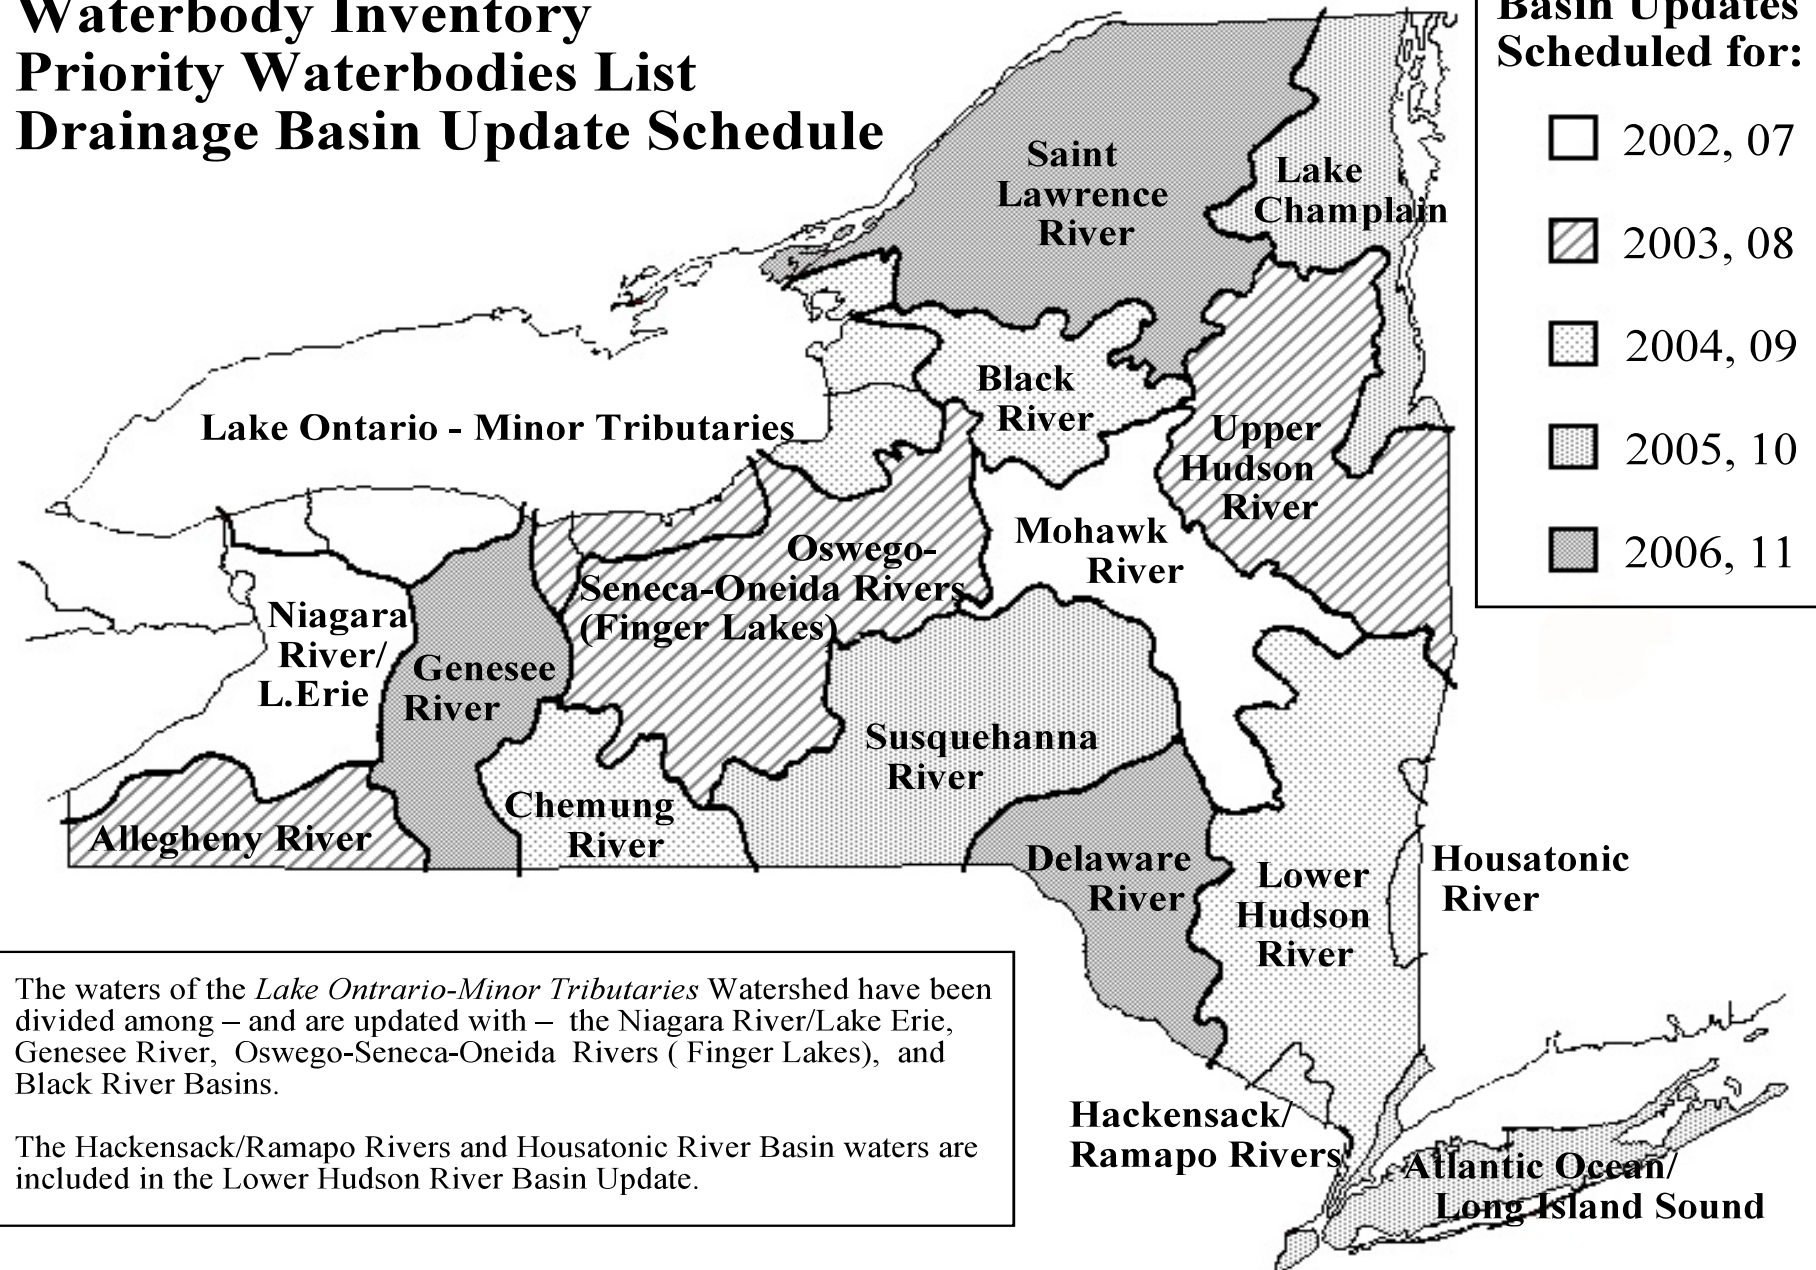 Waterbody Inventory
Priority Waterbodies List
Drainage Basin Update Schedule
Basin Updates
Scheduled for:
2002, 07
2003, 08
2004, 09
2005, 10
2006, 11
Saint
Lawrence
River
Lake
Champlain
Black
River
Lake Ontario - Minor Tributaries
Upper
Hudson
River
Mohawk
River
Oswego-
Seneca-Oneida Rivers
(Finger Lakes)
Niagara
River/
L.Erie
Genesee
River
Susquehanna
River
Chemung
River
Allegheny River
Delaware
River
Lower
Hudson
River
Housatonic
River
Hackensack/
Ramapo Rivers
Atlantic Ocean/
Long Island Sound
The waters of the Lake Ontrario-Minor Tributaries Watershed have been
divided among – and are updated with – the Niagara River/Lake Erie,
Genesee River, Oswego-Seneca-Oneida Rivers ( Finger Lakes), and
Black River Basins.
The Hackensack/Ramapo Rivers and Housatonic River Basin waters are
included in the Lower Hudson River Basin Update.